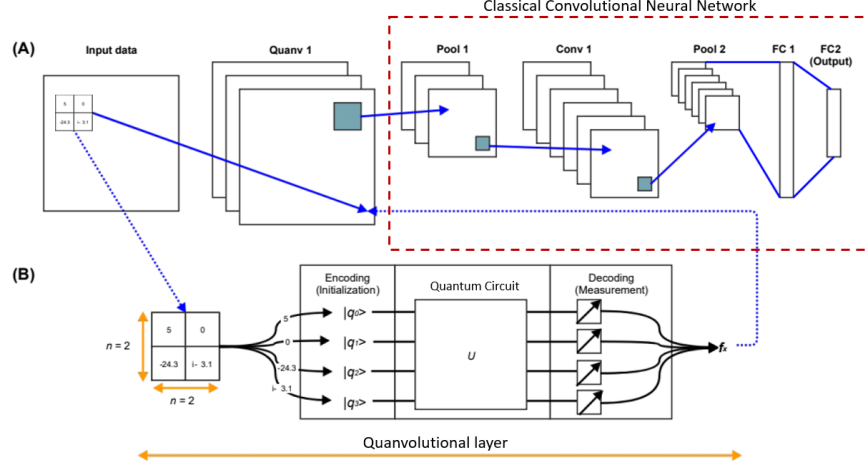 Classical Convolutional Neural Network
(A) Input data Quanv 1 Pool 1 Conv 1 Pool 2 FC 1 FC2
(Output)
5 0
-24.3 i- 3.1
(B)
Encoding
(Initialization)
Quantum Circuit
Decoding
(Measurement)
n = 2
5 0
-24.3 i- 3.1
n = 2
5
0
-24.3
i- 3.1
|q0>
|q1>
|q2>
|q3>
U
fx
Quanvolutional layer